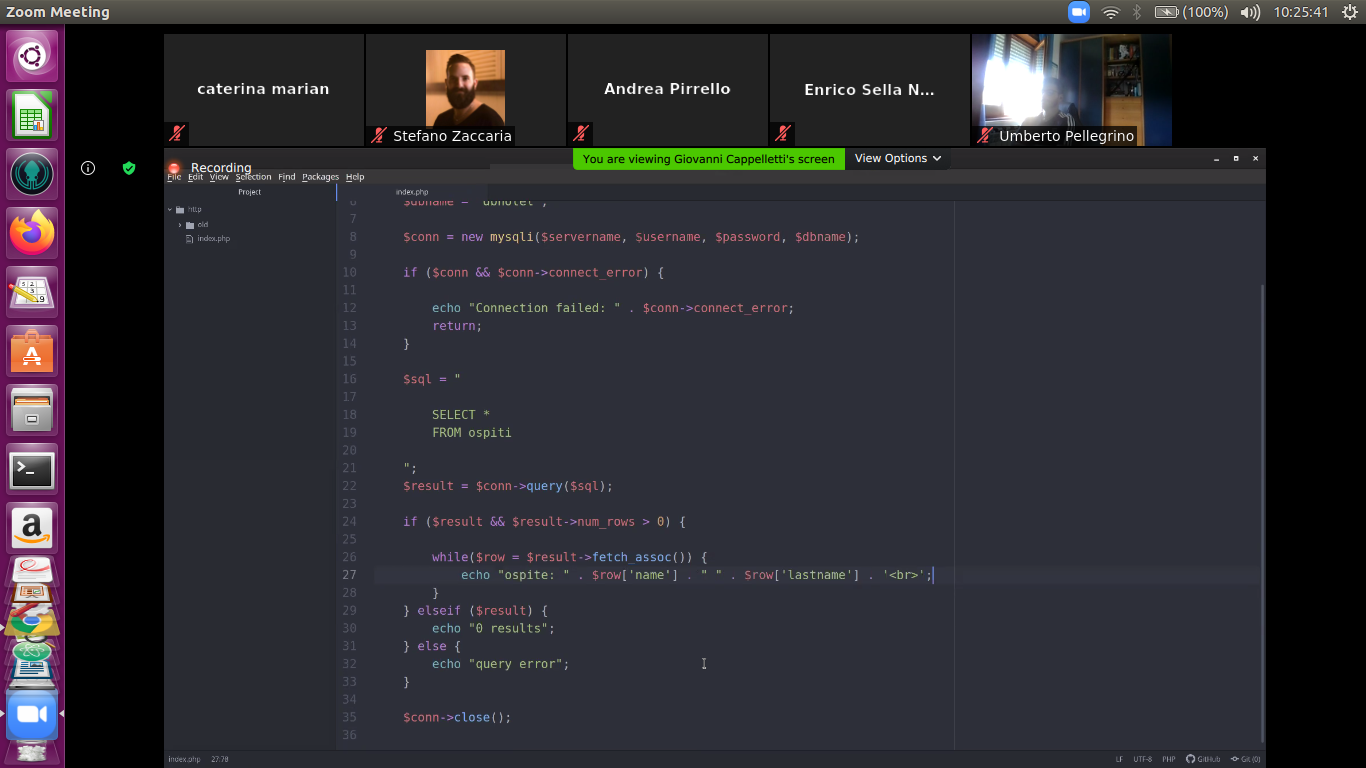 Zoom Meeting
(100%)
10:25:41
caterina marian
Stefano Zaccaria
Andrea Pirrello
Enrico Sella N...
Umberto Pellegrino
Recording
You are viewing Giovanni Cappelletti's screen
View Options
File Edit View Selection Find Packages Help
Project
index.php
http
old
index.php
6 $dbname = "dbhotel";
7
8 $conn = new mysqli($servername, $username, $password, $dbname);
9
10 if ($conn && $conn->connect_error) {
11
12 echo "Connection failed: " . $conn->connect_error;
13 return;
14 }
15
16 $sql = "
17
18 SELECT *
19 FROM ospiti
20
21 ";
22 $result = $conn->query($sql);
23
24 if ($result && $result->num_rows > 0) {
25
26 while($row = $result->fetch_assoc()) {
27 echo "ospite: " . $row['name'] . " " . $row['lastname'] . '<br>';
28 }
29 } elseif ($result) {
30 echo "0 results";
31 } else {
32 echo "query error";
33 }
34
35 $conn->close();
36
index.php 27:78
LF UTF-8 PHP GitHub Git (0)